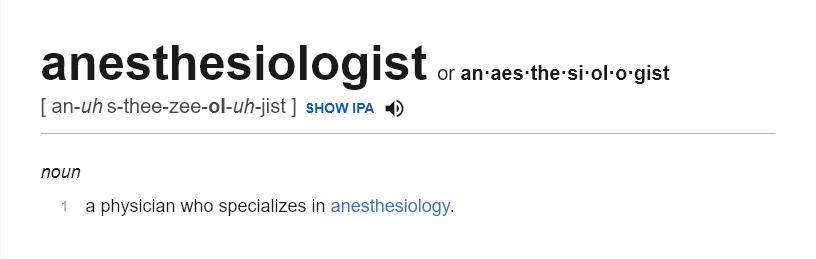 anesthesiologist or an·aes·the·si·ol·o·gist
[ an-uh s-thee-zee-ol-uh-jist ] SHOW IPA
noun
1 a physician who specializes in anesthesiology.